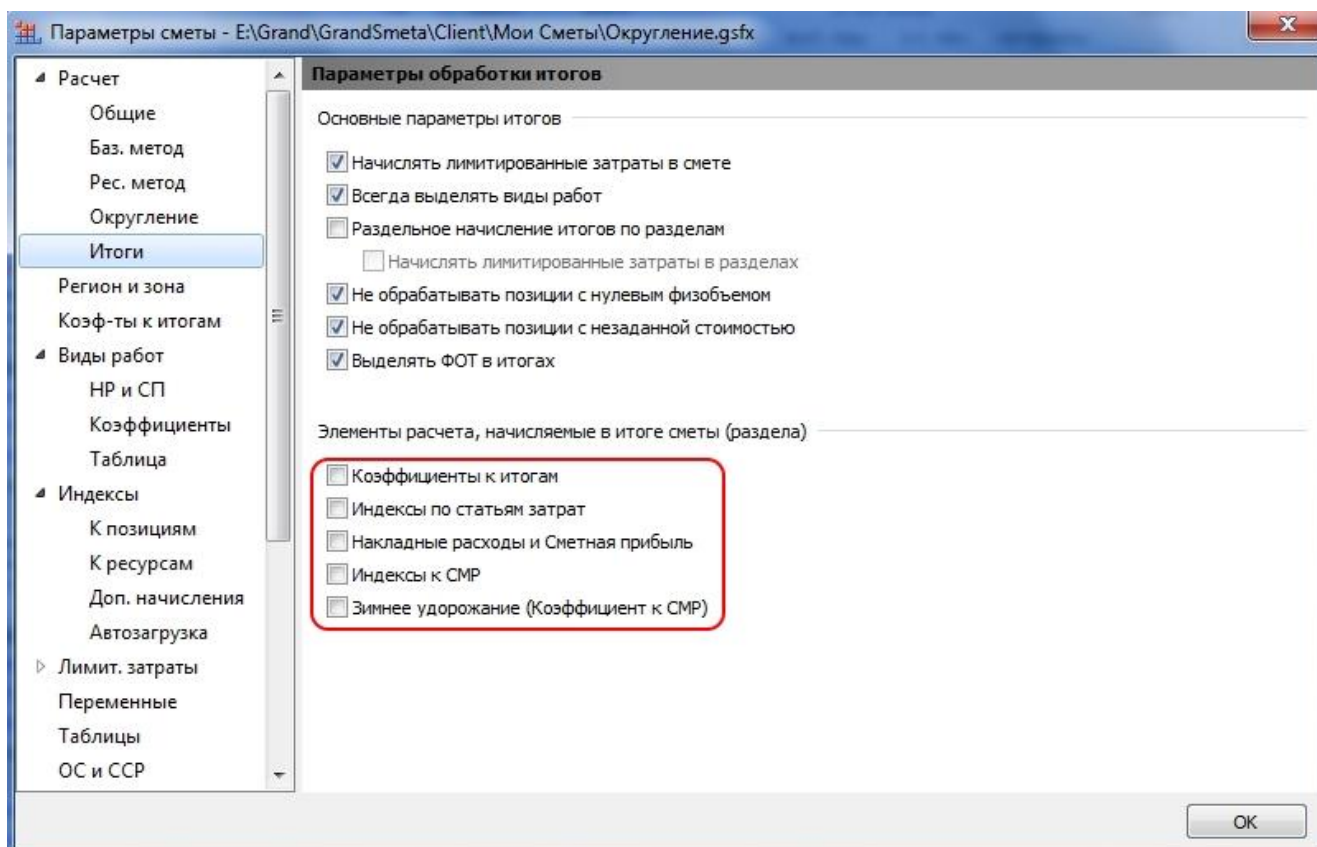 Параметры сметы - E:\Grand\GrandSmeta\Client\Мои Сметы\Округление.gsfx
Расчет
Общие
Баз. метод
Рес. метод
Округление
Итоги
Регион и зона
Коэф-ты к итогам
Виды работ
НР и СП
Коэффициенты
Таблица
Индексы
К позициям
К ресурсам
Доп. начисления
Автозагрузка
Лимит. затраты
Переменные
Таблицы
ОС и ССР
Параметры обработки итогов
Основные параметры итогов
Начислять лимитированные затраты в смете
Всегда выделять виды работ
Раздельное начисление итогов по разделам
Начислять лимитированные затраты в разделах
Не обрабатывать позиции с нулевым физобъемом
Не обрабатывать позиции с незаданной стоимостью
Выделять ФОТ в итогах
Элементы расчета, начисляемые в итоге сметы (раздела)
Коэффициенты к итогам
Индексы по статьям затрат
Накладные расходы и Сметная прибыль
Индексы к СМР
Зимнее удорожание (Коэффициент к СМР)
ОК